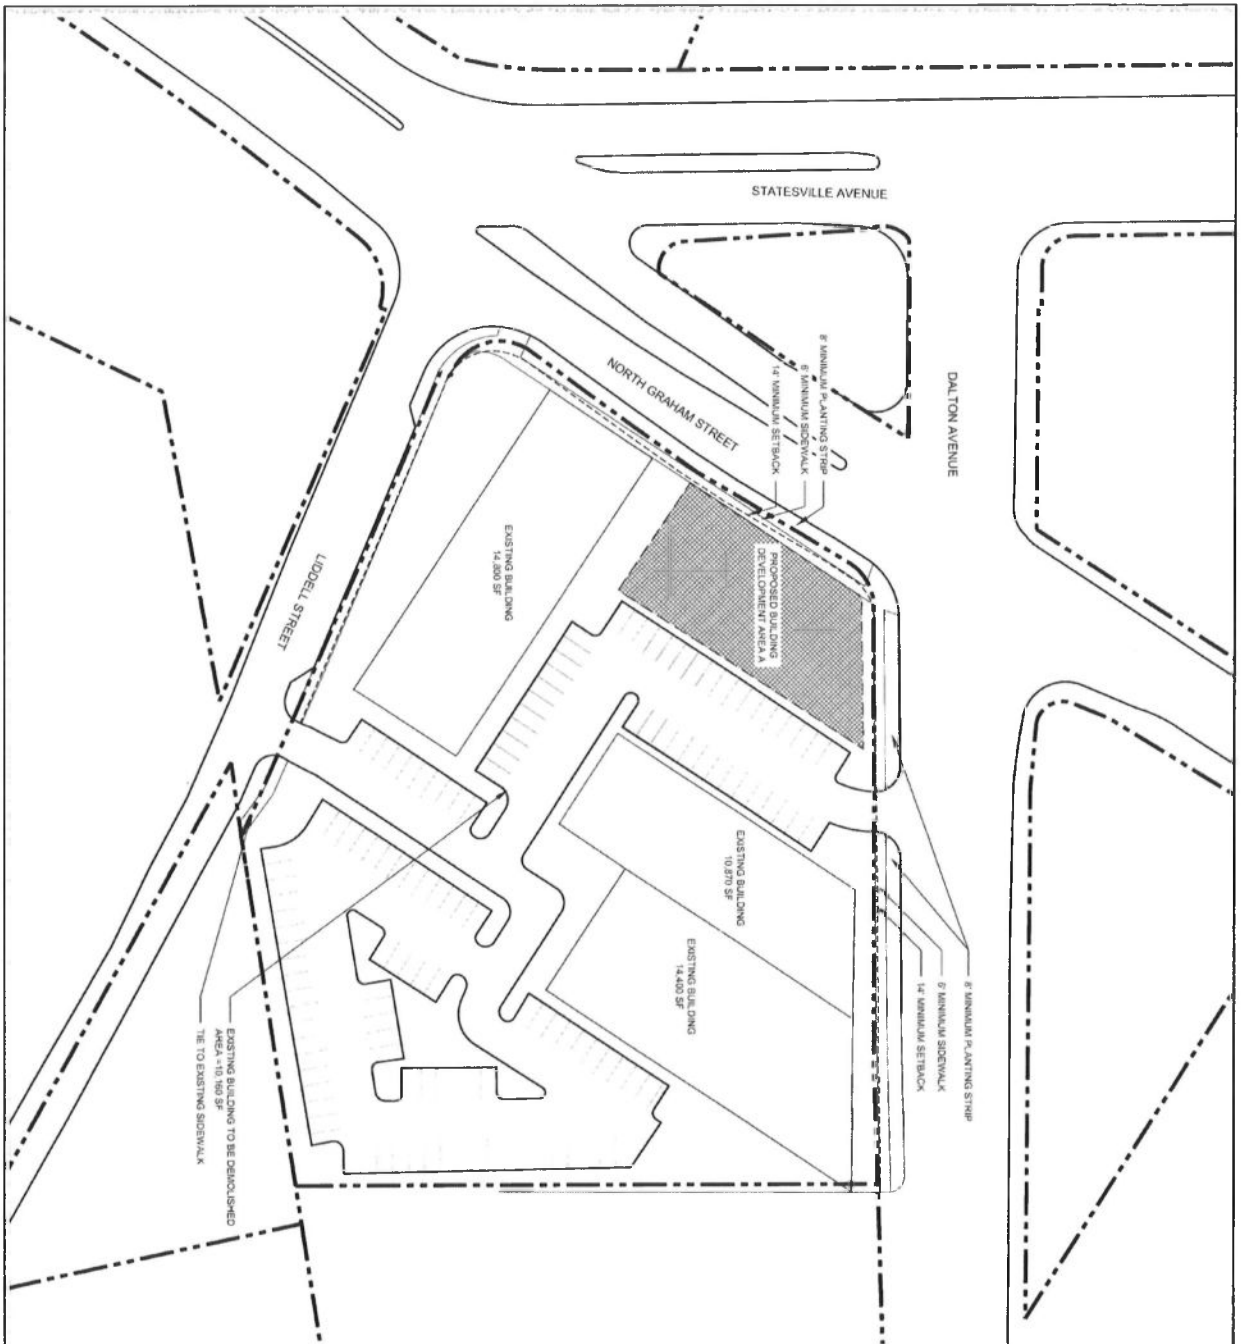 STATESVILLE AVENUE
DALTON AVENUE
NORTH GRAHAM STREET
8' MINIMUM PLANTING STRIP
6' MINIMUM SIDEWALK
14' MINIMUM SETBACK
PROPOSED BUILDING
DEVELOPMENT AREA A
EXISTING BUILDING
14,800 SF
LIDDELL STREET
EXISTING BUILDING
10,870 SF
EXISTING BUILDING
14,400 SF
8' MINIMUM PLANTING STRIP
6' MINIMUM SIDEWALK
14' MINIMUM SETBACK
EXISTING BUILDING TO BE DEMOLISHED
AREA =10,160 SF
TIE TO EXISTING SIDEWALK